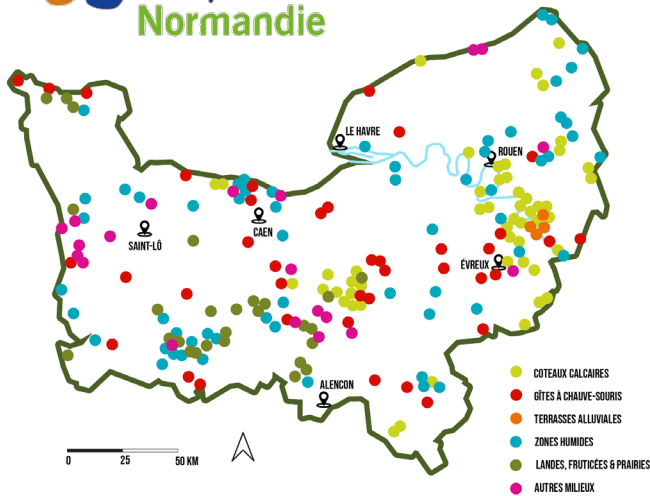 Normandie
LE HAVRE
ROUEN
CAEN
SAINT-LÔ
ÉVREUX
ALENCON
COTEAUX CALCAIRES
GÎTES À CHAUVE-SOURIS
TERRASSES ALLUVIALES
ZONES HUMIDES
LANDES, FRUTICÉES & PRAIRIES
AUTRES MILIEUX
0 25 50 KM